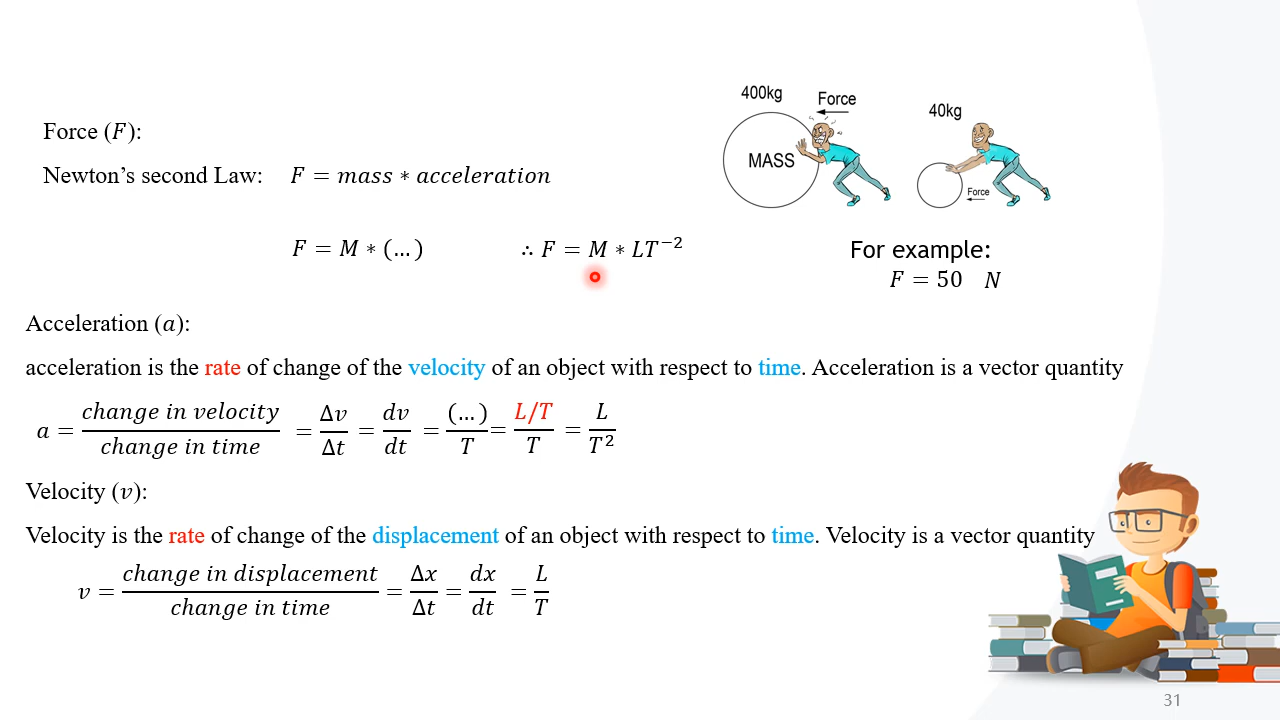 400kg
Force
40kg
MASS
Force
Force (𝐹):
Newton's second Law: 𝐹 = 𝑚𝑎𝑠𝑠 ∗ 𝑎𝑐𝑐𝑒𝑙𝑒𝑟𝑎𝑡𝑖𝑜𝑛
𝐹 = 𝑀 ∗ (…) ∴ 𝐹 = 𝑀 ∗ 𝐿𝑇⁻²
For example:
𝐹 = 50 𝑁
Acceleration (𝑎):
acceleration is the rate of change of the velocity of an object with respect to time. Acceleration is a vector quantity
𝑎 = 𝑐ℎ𝑎𝑛𝑔𝑒 𝑖𝑛 𝑣𝑒𝑙𝑜𝑐𝑖𝑡𝑦 / 𝑐ℎ𝑎𝑛𝑔𝑒 𝑖𝑛 𝑡𝑖𝑚𝑒 = Δ𝑣/Δ𝑡 = 𝑑𝑣/𝑑𝑡 = (…)/𝑇 = 𝐿/𝑇/𝑇 = 𝐿/𝑇²
Velocity (𝑣):
Velocity is the rate of change of the displacement of an object with respect to time. Velocity is a vector quantity
𝑣 = 𝑐ℎ𝑎𝑛𝑔𝑒 𝑖𝑛 𝑑𝑖𝑠𝑝𝑙𝑎𝑐𝑒𝑚𝑒𝑛𝑡 / 𝑐ℎ𝑎𝑛𝑔𝑒 𝑖𝑛 𝑡𝑖𝑚𝑒 = Δ𝑥/Δ𝑡 = 𝑑𝑥/𝑑𝑡 = 𝐿/𝑇
31